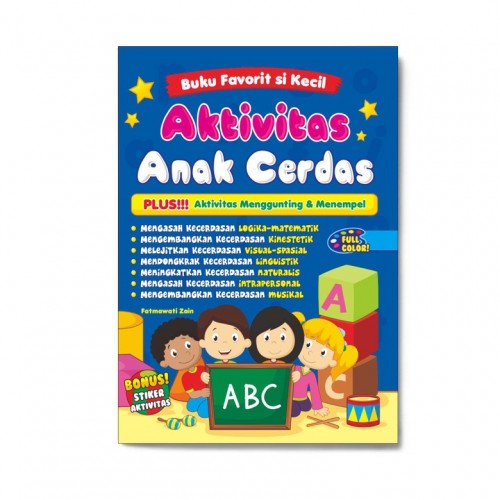 Buku Favorit si Kecil
Aktivitas
Anak Cerdas
PLUS!!! Aktivitas Menggunting & Menempel
• MENGASAH KECERDASAN LOGIKA-MATEMATIK
• MENGEMBANGKAN KECERDASAN KINESTETIK
• MELEJITKAN KECERDASAN VISUAL-SPASIAL
• MENDONGKRAK KECERDASAN LINGUISTIK
• MENINGKATKAN KECERDASAN NATURALIS
• MENGASAH KECERDASAN INTRAPERSONAL
• MENGEMBANGKAN KECERDASAN MUSIKAL
FULL
COLOR!
Fatmawati Zain
A
ABC
C
BONUS!
STIKER
AKTIVITAS